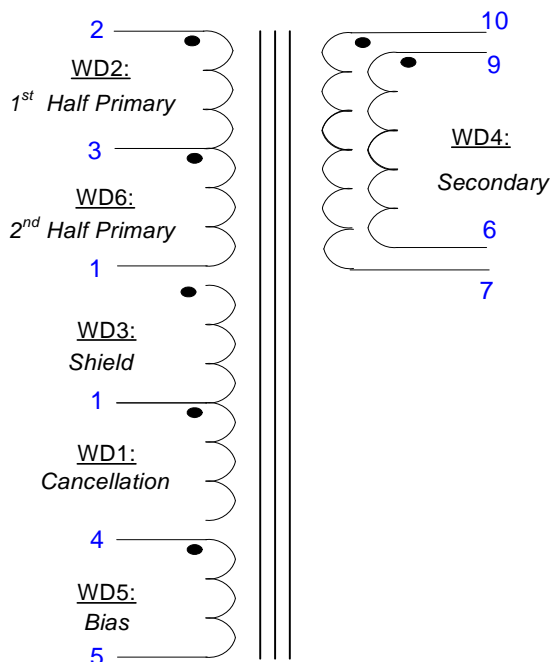 2
WD2:
1st Half Primary
3
WD6:
2nd Half Primary
1
WD3:
Shield
1
WD1:
Cancellation
4
WD5:
Bias
5
10
9
WD4:
Secondary
6
7